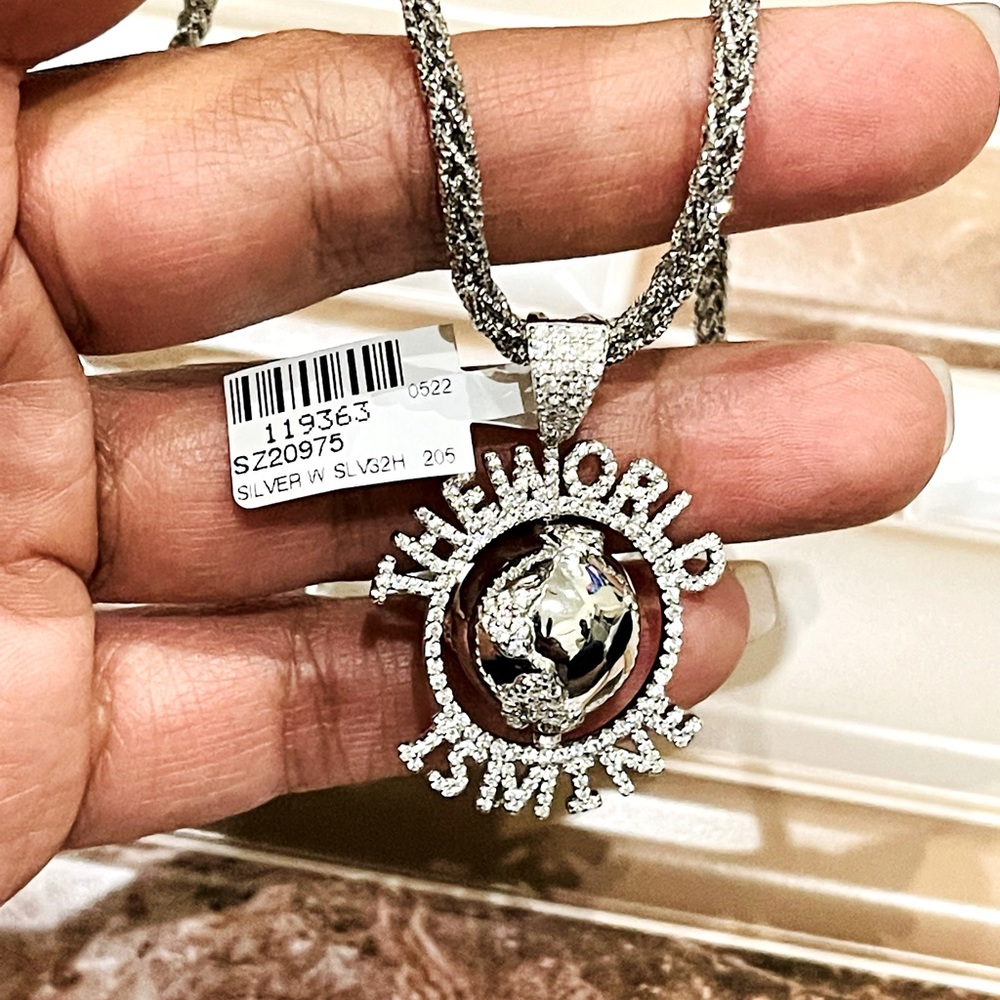 0522
119363
SZ20975
SILVER W SLV32H 205
THE WORLD
IS MINE